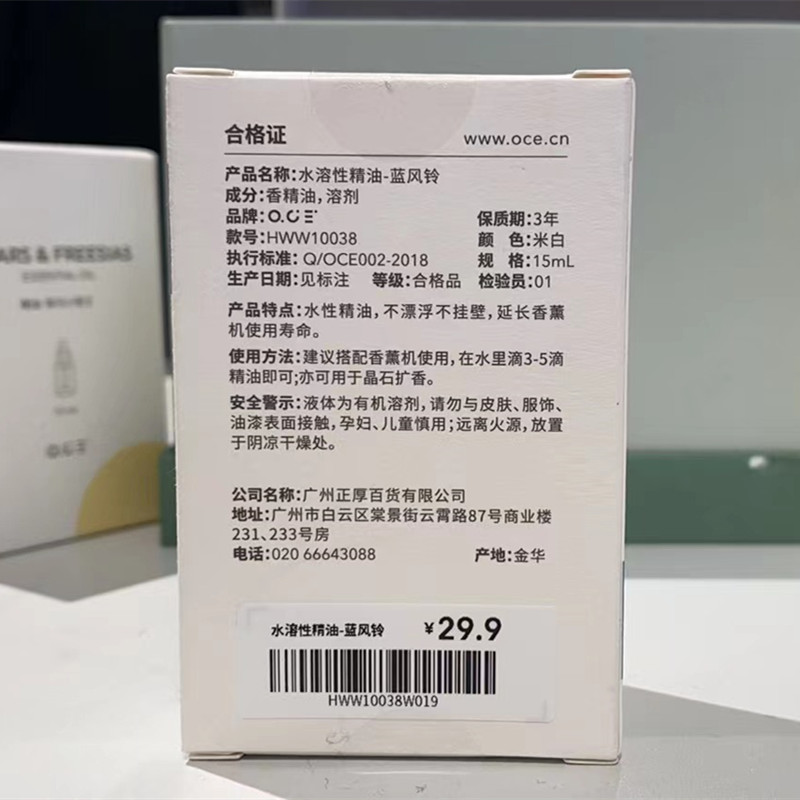 合格证
www.oce.cn
产品名称:水溶性精油-蓝风铃
成分:香精油,溶剂
品牌:O.C.E
保质期:3年
款号:HWW10038
颜 色:米白
执行标准: Q/OCE002-2018
规 格:15mL
生产日期:见标注 等级:合格品 检验员:01
产品特点:水性精油,不漂浮不挂壁,延长香薰
机使用寿命。
使用方法:建议搭配香薰机使用,在水里滴3-5滴
精油即可;亦可用于晶石扩香。
安全警示:液体为有机溶剂,请勿与皮肤、服饰、
油漆表面接触,孕妇、儿童慎用;远离火源,放置
于阴凉干燥处。
公司名称:广州正厚百货有限公司
地址:广州市白云区棠景街云霄路87号商业楼
231、233号房
电话:020 66643088
产地:金华
水溶性精油-蓝风铃
¥29.9
HWW10038W019
ARS & FREESIAS
ESSENTIAL OIL
O.C.E